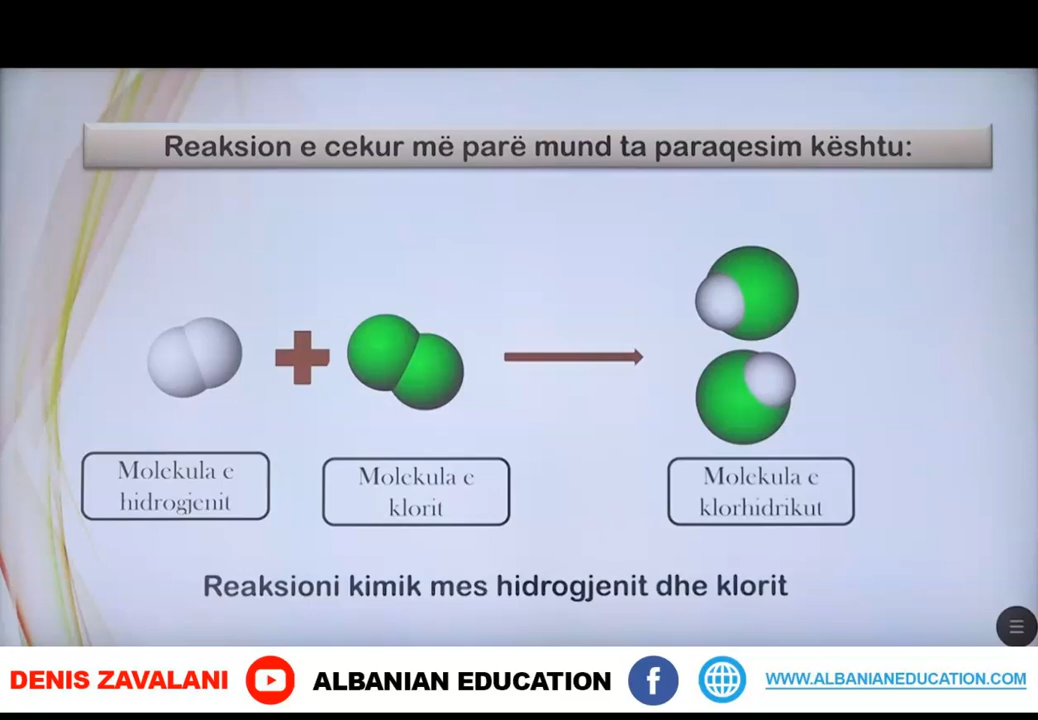 Reaksion e cekur më parë mund ta paraqesim kështu:
Molekula e
hidrogjenit
Molekula e
klorit
Molekula e
klorhidrikut
Reaksioni kimik mes hidrogjenit dhe klorit
DENIS ZAVALANI
ALBANIAN EDUCATION
f
WWW.ALBANIANEDUCATION.COM